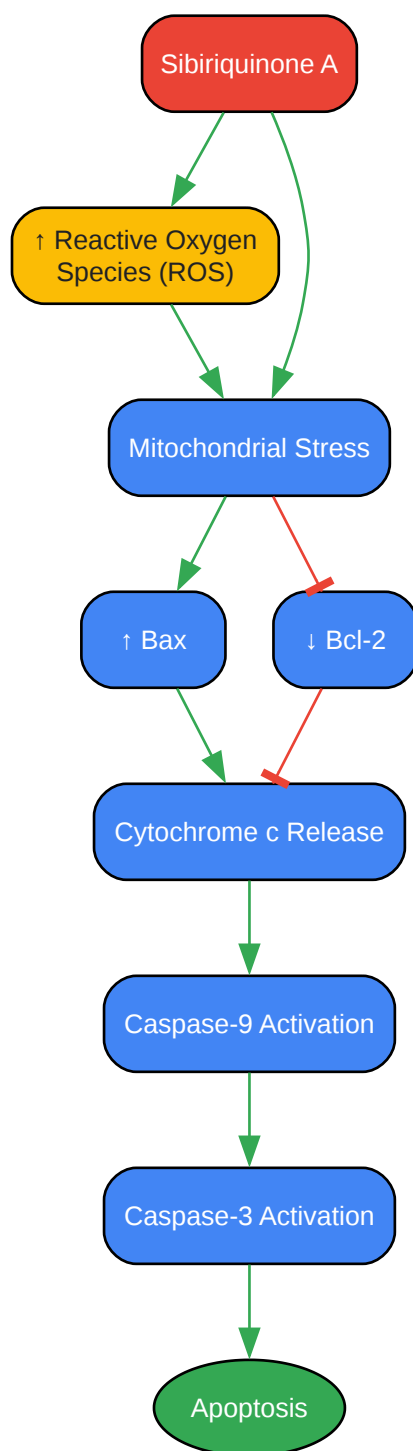 Sibiriquinone A
↑ Reactive Oxygen
Species (ROS)
Mitochondrial Stress
↑ Bax
↓ Bcl-2
Cytochrome c Release
Caspase-9 Activation
Caspase-3 Activation
Apoptosis